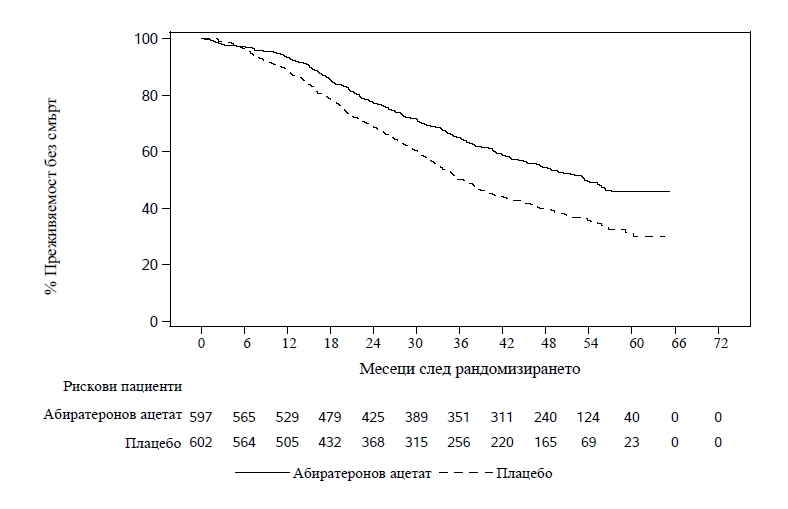 100
80
60
40
20
0
% Преживяемост без смърт
0 6 12 18 24 30 36 42 48 54 60 66 72
Месеци след рандомизирането
Рискови пациенти
Абиратеронов ацетат 597 565 529 479 425 389 351 311 240 124 40 0 0
Плацебо 602 564 505 432 368 315 256 220 165 69 23 0 0
Абиратеронов ацетат Плацебо